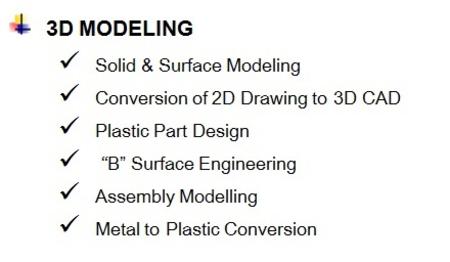 3D MODELING
✓ Solid & Surface Modeling
✓ Conversion of 2D Drawing to 3D CAD
✓ Plastic Part Design
✓ “B” Surface Engineering
✓ Assembly Modelling
✓ Metal to Plastic Conversion